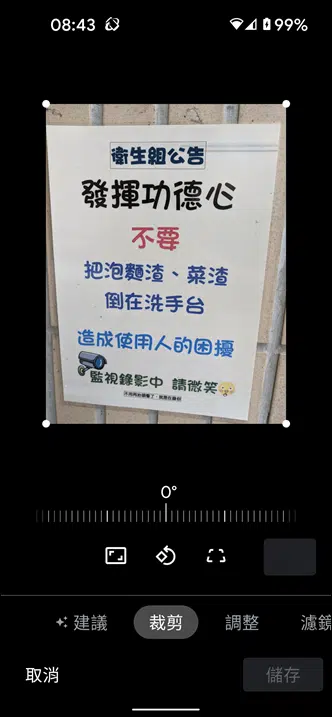 08:43
99%
衛生組公告
發揮功德心
不要
把泡麵渣、菜渣
倒在洗手台
造成使用人的困擾
監視錄影中 請微笑
0°
建議
裁剪
調整
濾鏡
取消
儲存